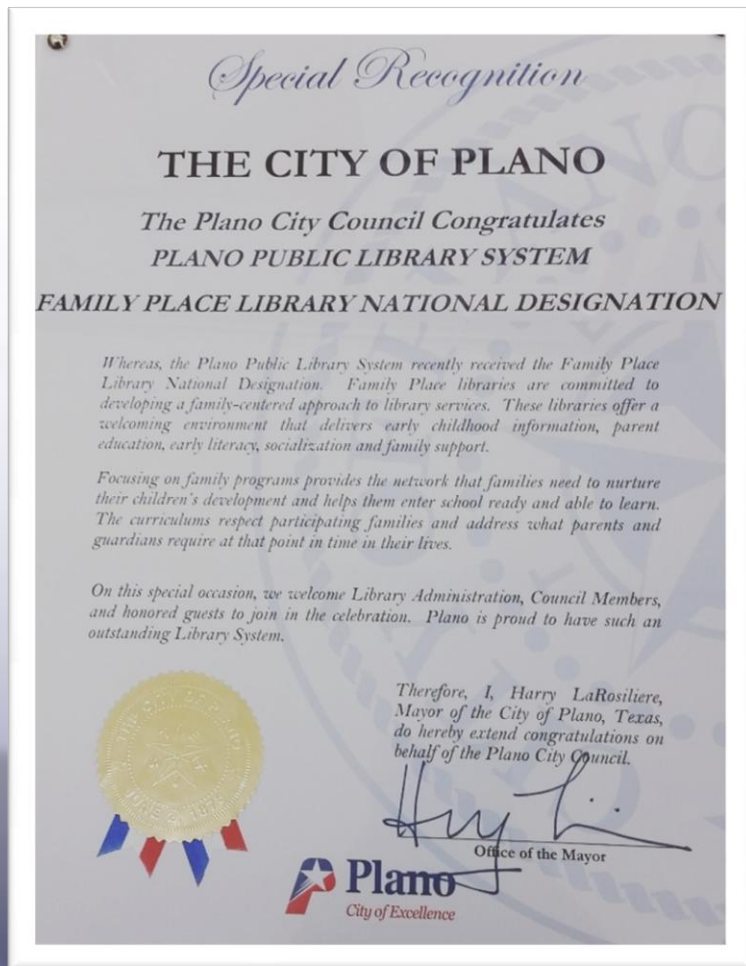 Special Recognition
THE CITY OF PLANO
The Plano City Council Congratulates
PLANO PUBLIC LIBRARY SYSTEM
FAMILY PLACE LIBRARY NATIONAL DESIGNATION
Whereas, the Plano Public Library System recently received the Family Place
Library National Designation. Family Place libraries are committed to
developing a family-centered approach to library services. These libraries offer a
welcoming environment that delivers early childhood information, parent
education, early literacy, socialization and family support.
Focusing on family programs provides the network that families need to nurture
their children's development and helps them enter school ready and able to learn.
The curriculums respect participating families and address what parents and
guardians require at that point in time in their lives.
On this special occasion, we welcome Library Administration, Council Members,
and honored guests to join in the celebration. Plano is proud to have such an
outstanding Library System.
Therefore, I, Harry LaRosiliere,
Mayor of the City of Plano, Texas,
do hereby extend congratulations on
behalf of the Plano City Council.
Office of the Mayor
THE CITY OF PLANO
JUNE 2, 1873
Plano
City of Excellence